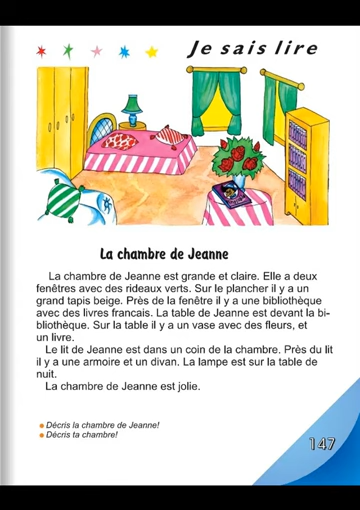 Je sais lire
La chambre de Jeanne
La chambre de Jeanne est grande et claire. Elle a deux
fenêtres avec des rideaux verts. Sur le plancher il y a un
grand tapis beige. Près de la fenêtre il y a une bibliothèque
avec des livres francais. La table de Jeanne est devant la bi-
bliothèque. Sur la table il y a un vase avec des fleurs, et
un livre.
Le lit de Jeanne est dans un coin de la chambre. Près du lit
il y a une armoire et un divan. La lampe est sur la table de
nuit.
La chambre de Jeanne est jolie.
Décris la chambre de Jeanne!
Décris ta chambre!
147